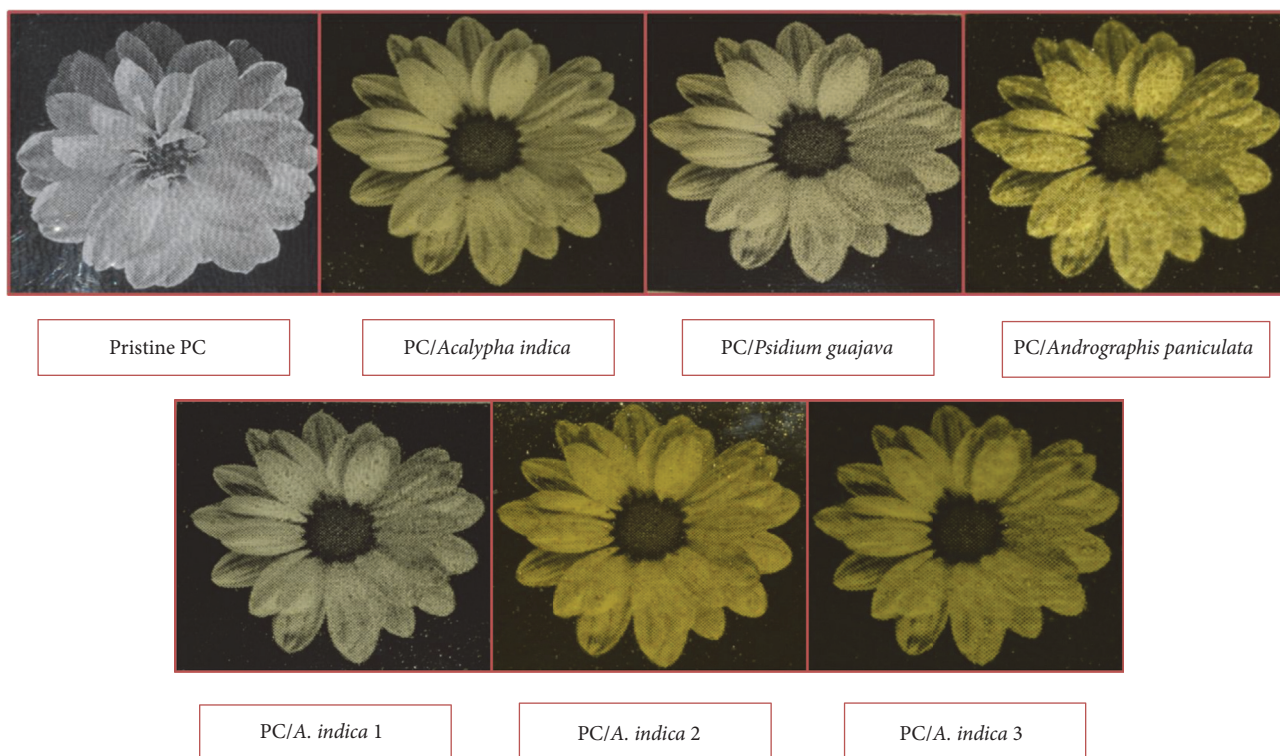 Pristine PC
PC/Acalypha indica
PC/Psidium guajava
PC/Andrographis paniculata
PC/A. indica 1
PC/A. indica 2
PC/A. indica 3